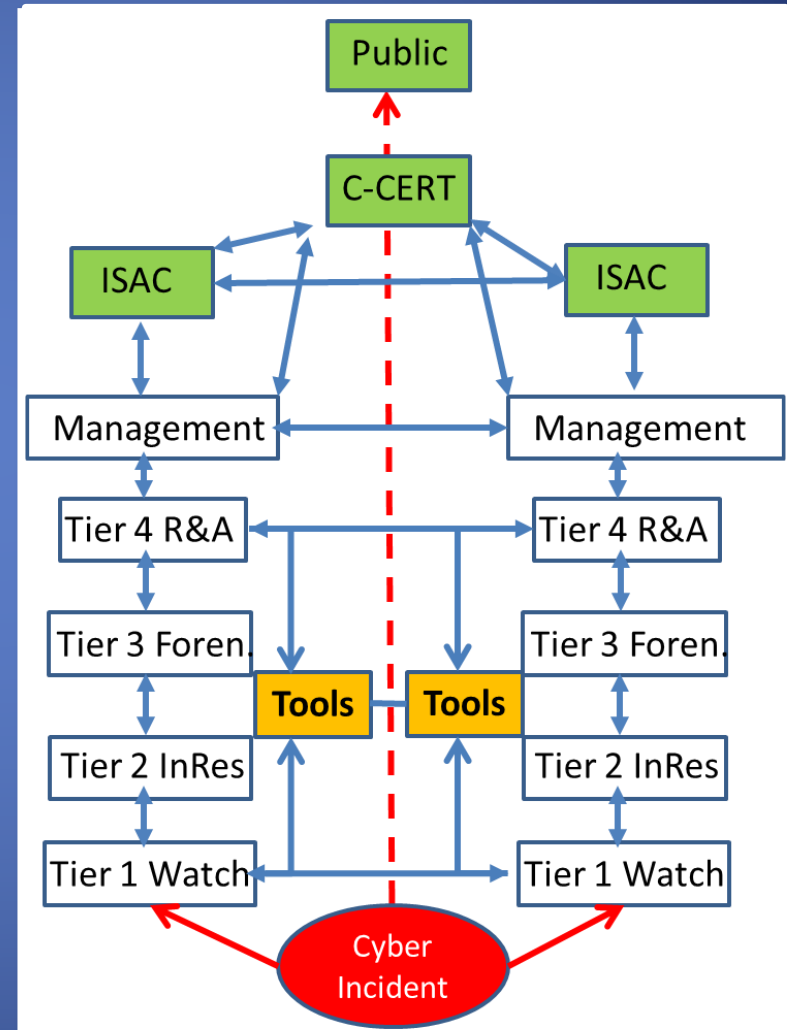 Public
C-CERT
ISAC
ISAC
Management
Management
Tier 4 R&A
Tier 4 R&A
Tier 3 Foren.
Tier 3 Foren.
Tools
Tools
Tier 2 InRes
Tier 2 InRes
Tier 1 Watch
Tier 1 Watch
Cyber
Incident